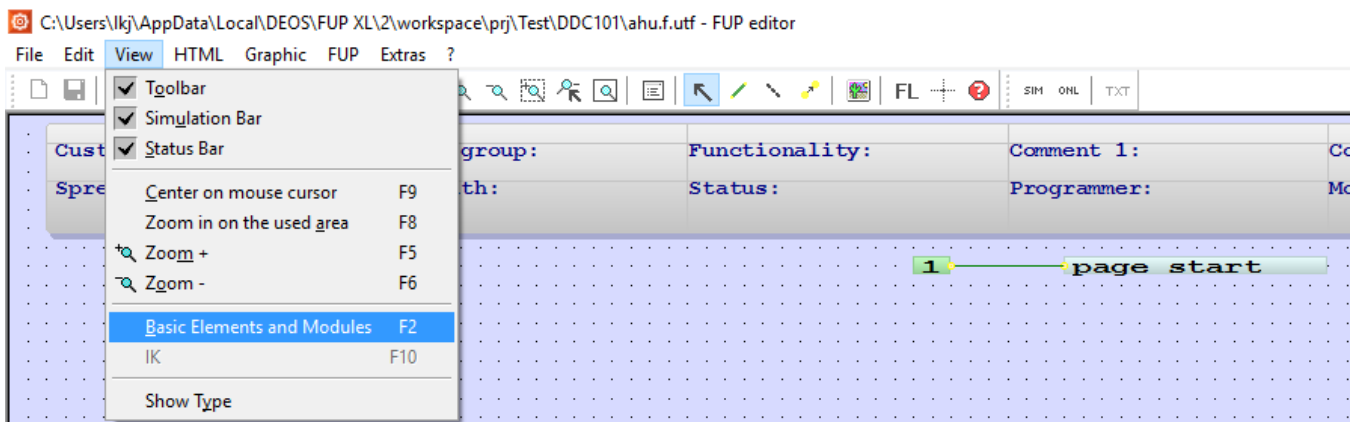 C:\Users\lkj\AppData\Local\DEOS\FUP XL\2\workspace\prj\Test\DDC101\ahu.f.utf - FUP editor
File Edit View HTML Graphic FUP Extras ?
Toolbar
FL SIM ONL TXT
Simulation Bar
Status Bar
Cust group: Functionality: Comment 1: Co
Spre th: Status: Programmer: Mo
Center on mouse cursor F9
Zoom in on the used area F8
Zoom + F5
Zoom - F6
1 page start
Basic Elements and Modules F2
IK F10
Show Type